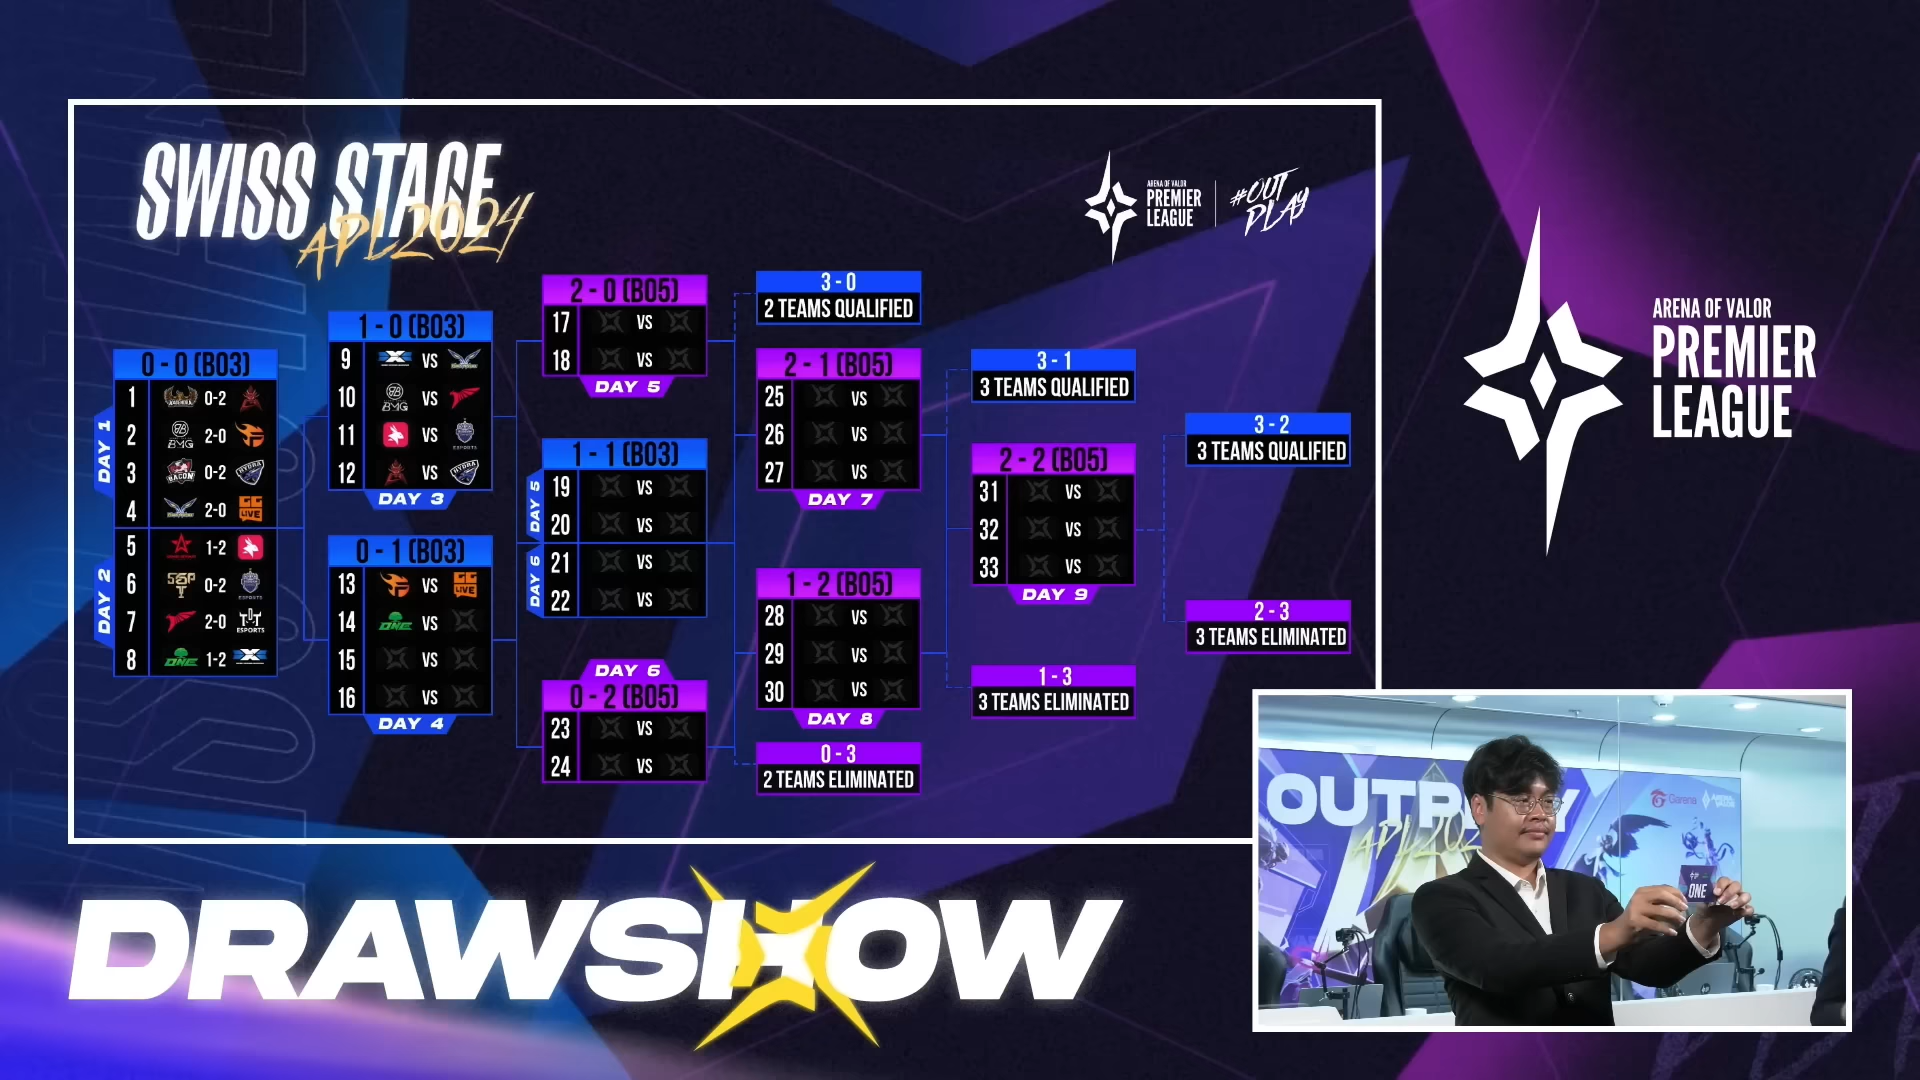 SWISS STAGE
APL2024
ARENA OF VALOR
PREMIER
LEAGUE
#OUT
PLAY
0 - 0 (BO3)
DAY 1
1 0-2
2 BMG 2-0
3 BACON 0-2 HYDRA
4 2-0 LIVE
DAY 2
5 1-2
6 0-2 ESPORTS
7 2-0 ESPORTS
8 ONE 1-2
1 - 0 (BO3)
9 VS
10 BMG VS
11 VS ESPORTS
12 VS HYDRA
DAY 3
0 - 1 (BO3)
13 VS LIVE
14 ONE VS
15 VS
16 VS
DAY 4
2 - 0 (BO5)
17 VS
18 VS
DAY 5
1 - 1 (BO3)
DAY 5
19 VS
20 VS
DAY 6
21 VS
22 VS
DAY 6
0 - 2 (BO5)
23 VS
24 VS
3 - 0
2 TEAMS QUALIFIED
2 - 1 (BO5)
25 VS
26 VS
27 VS
DAY 7
1 - 2 (BO5)
28 VS
29 VS
30 VS
DAY 8
0 - 3
2 TEAMS ELIMINATED
3 - 1
3 TEAMS QUALIFIED
2 - 2 (BO5)
31 VS
32 VS
33 VS
DAY 9
1 - 3
3 TEAMS ELIMINATED
3 - 2
3 TEAMS QUALIFIED
2 - 3
3 TEAMS ELIMINATED
ARENA OF VALOR
PREMIER
LEAGUE
DRAWSHOW
Garena
ONE